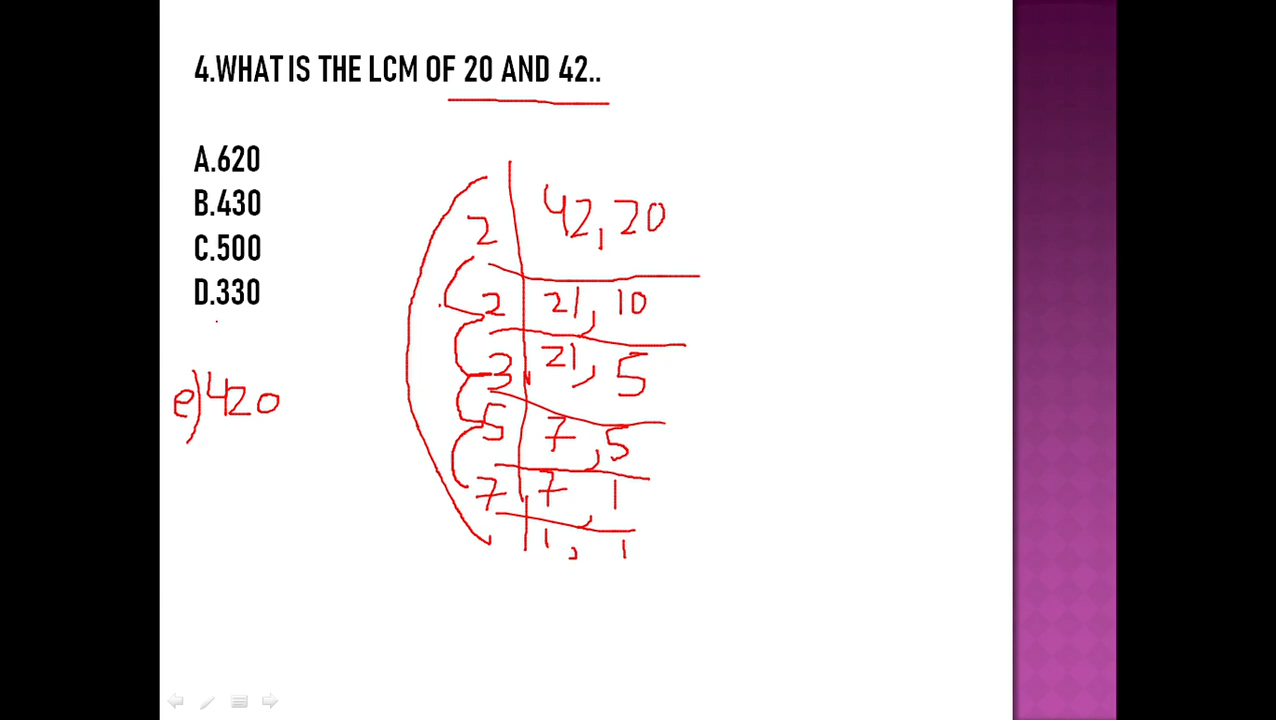 4.WHAT IS THE LCM OF 20 AND 42..
A.620
B.430
C.500
D.330
e)420
2 42,20
2 21,10
3 21,5
5 7,5
7 7,1
1,1